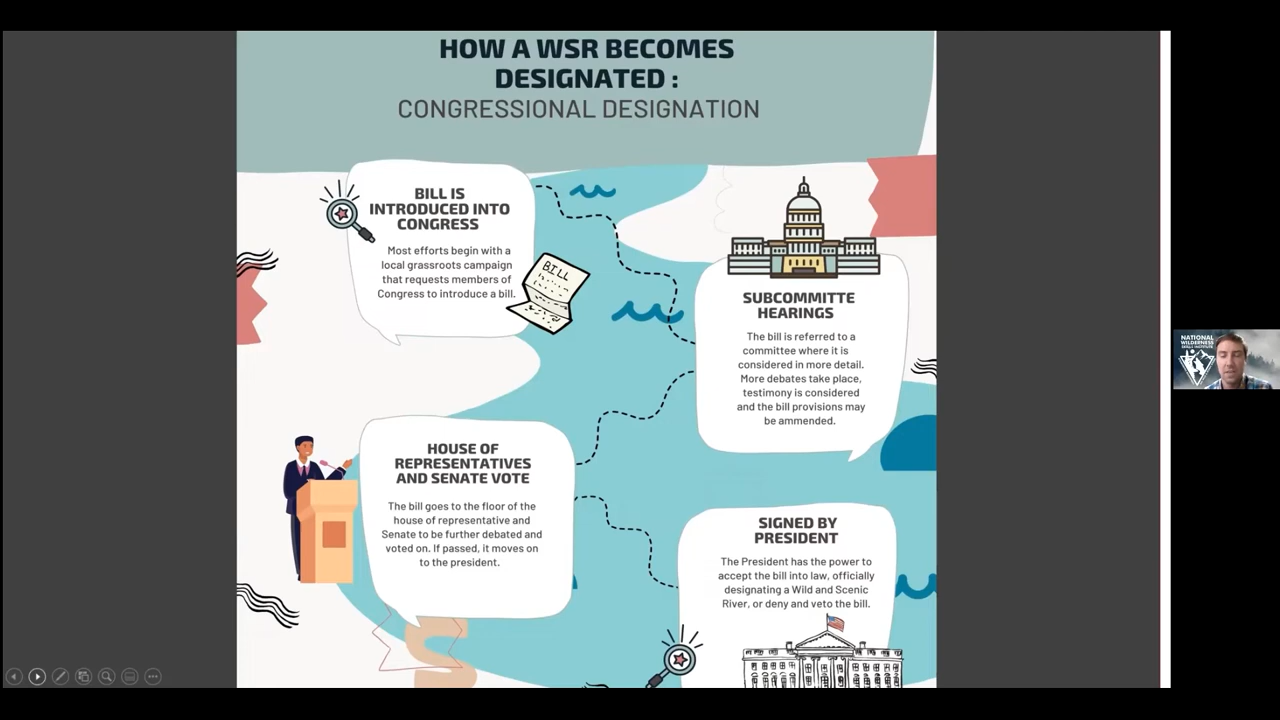 HOW A WSR BECOMES
DESIGNATED :
CONGRESSIONAL DESIGNATION
BILL IS
INTRODUCED INTO
CONGRESS
Most efforts begin with a
local grassroots campaign
that requests members of
Congress to introduce a bill.
BILL
SUBCOMMITTE
HEARINGS
The bill is referred to a
committee where it is
considered in more detail.
More debates take place,
testimony is considered
and the bill provisions may
be ammended.
HOUSE OF
REPRESENTATIVES
AND SENATE VOTE
The bill goes to the floor of the
house of representative and
Senate to be further debated and
voted on. If passed, it moves on
to the president.
SIGNED BY
PRESIDENT
The President has the power to
accept the bill into law, officially
designating a Wild and Scenic
River, or deny and veto the bill.
NATIONAL
WILDERNESS
SKILLS INSTITUTE